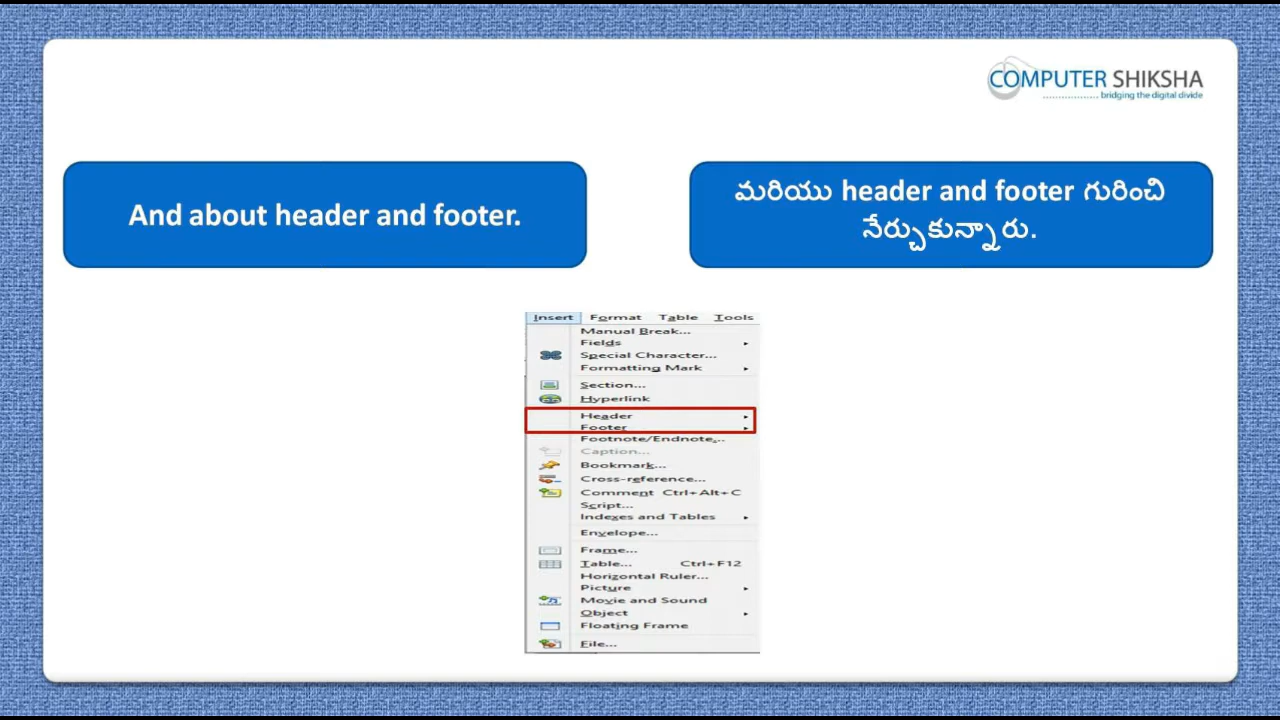 COMPUTER SHIKSHA
bridging the digital divide
And about header and footer.
మరియు header and footer గురించి
నేర్చుకున్నారు.
Insert Format Table Tools
Manual Break...
Fields
Special Character...
Formatting Mark
Section...
Hyperlink
Header
Footer
Footnote/Endnote...
Caption...
Bookmark...
Cross-reference...
Comment Ctrl+Alt+C
Script...
Indexes and Tables
Envelope...
Frame...
Table... Ctrl+F12
Horizontal Ruler...
Picture
Movie and Sound
Object
Floating Frame
File...